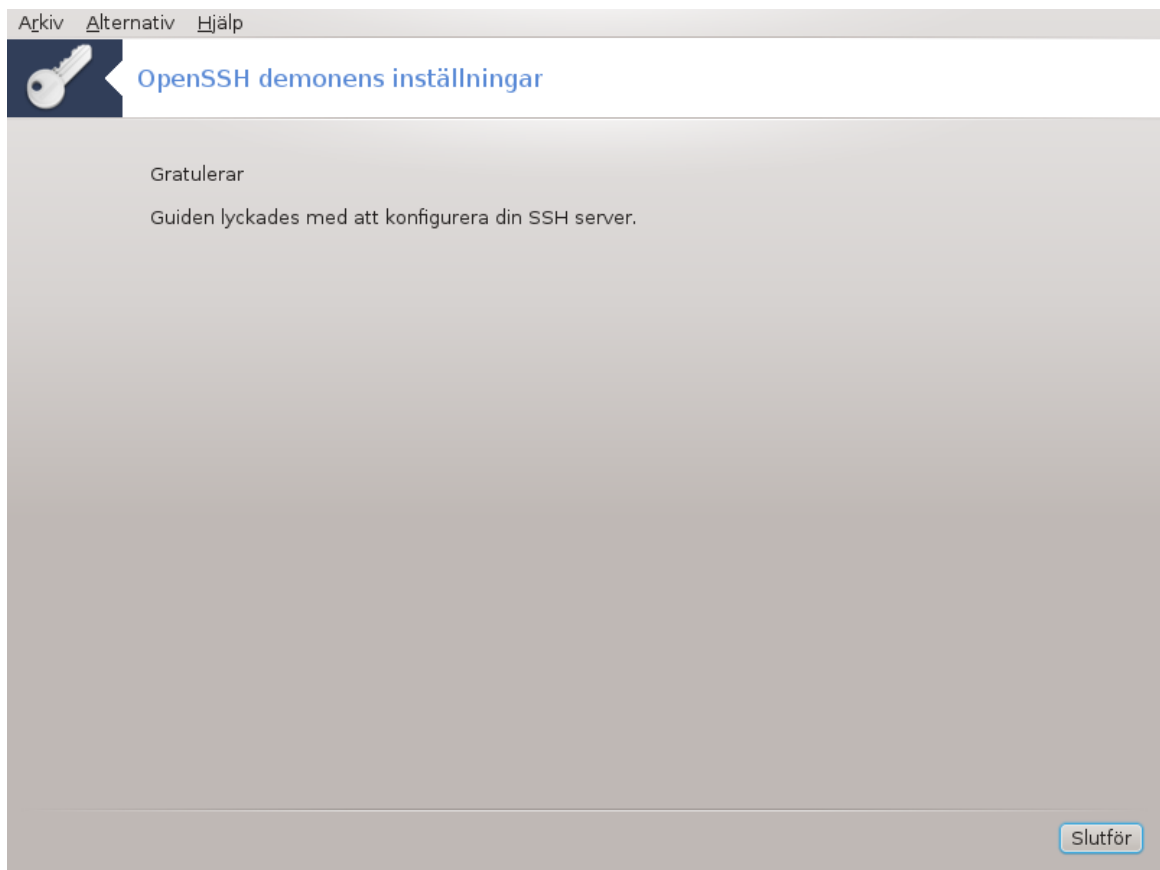 Arkiv Alternativ Hjälp
OpenSSH demonens inställningar
Gratulerar
Guiden lyckades med att konfigurera din SSH server.
Slutför